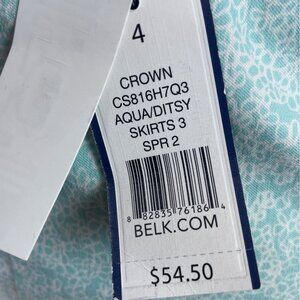 4
CROWN
CS816H7Q3
AQUA/DITSY
SKIRTS 3
SPR 2
8 82835 76186 4
BELK.COM
$54.50